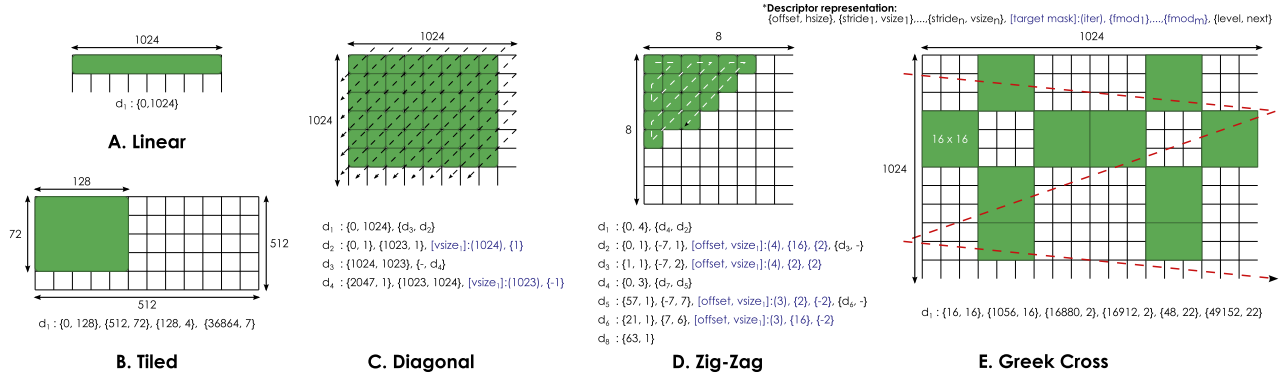 *Descriptor representation:
{offset, hsize}, {stride1, vsize1},...,{striden, vsizen}, [target mask]:(iter), {fmod1},...,{fmodm}, {level, next}
1024
d1 : {0,1024}
A. Linear
128
72
512
512
d1 : {0, 128}, {512, 72}, {128, 4}, {36864, 7}
B. Tiled
1024
1024
d1 : {0, 1024}, {d3, d2}
d2 : {0, 1}, {1023, 1}, [vsize1]:(1024), {1}
d3 : {1024, 1023}, {-, d4}
d4 : {2047, 1}, {1023, 1024}, [vsize1]:(1023), {-1}
C. Diagonal
8
8
d1 : {0, 4}, {d4, d2}
d2 : {0, 1}, {-7, 1}, [offset, vsize1]:(4), {16}, {2}, {d3, -}
d3 : {1, 1}, {-7, 2}, [offset, vsize1]:(4), {2}, {2}
d4 : {0, 3}, {d7, d5}
d5 : {57, 1}, {-7, 7}, [offset, vsize1]:(3), {2}, {-2}, {d6, -}
d6 : {21, 1}, {7, 6}, [offset, vsize1]:(3), {16}, {-2}
d8 : {63, 1}
D. Zig-Zag
1024
16 x 16
1024
d1 : {16, 16}, {1056, 16}, {16880, 2}, {16912, 2}, {48, 22}, {49152, 22}
E. Greek Cross